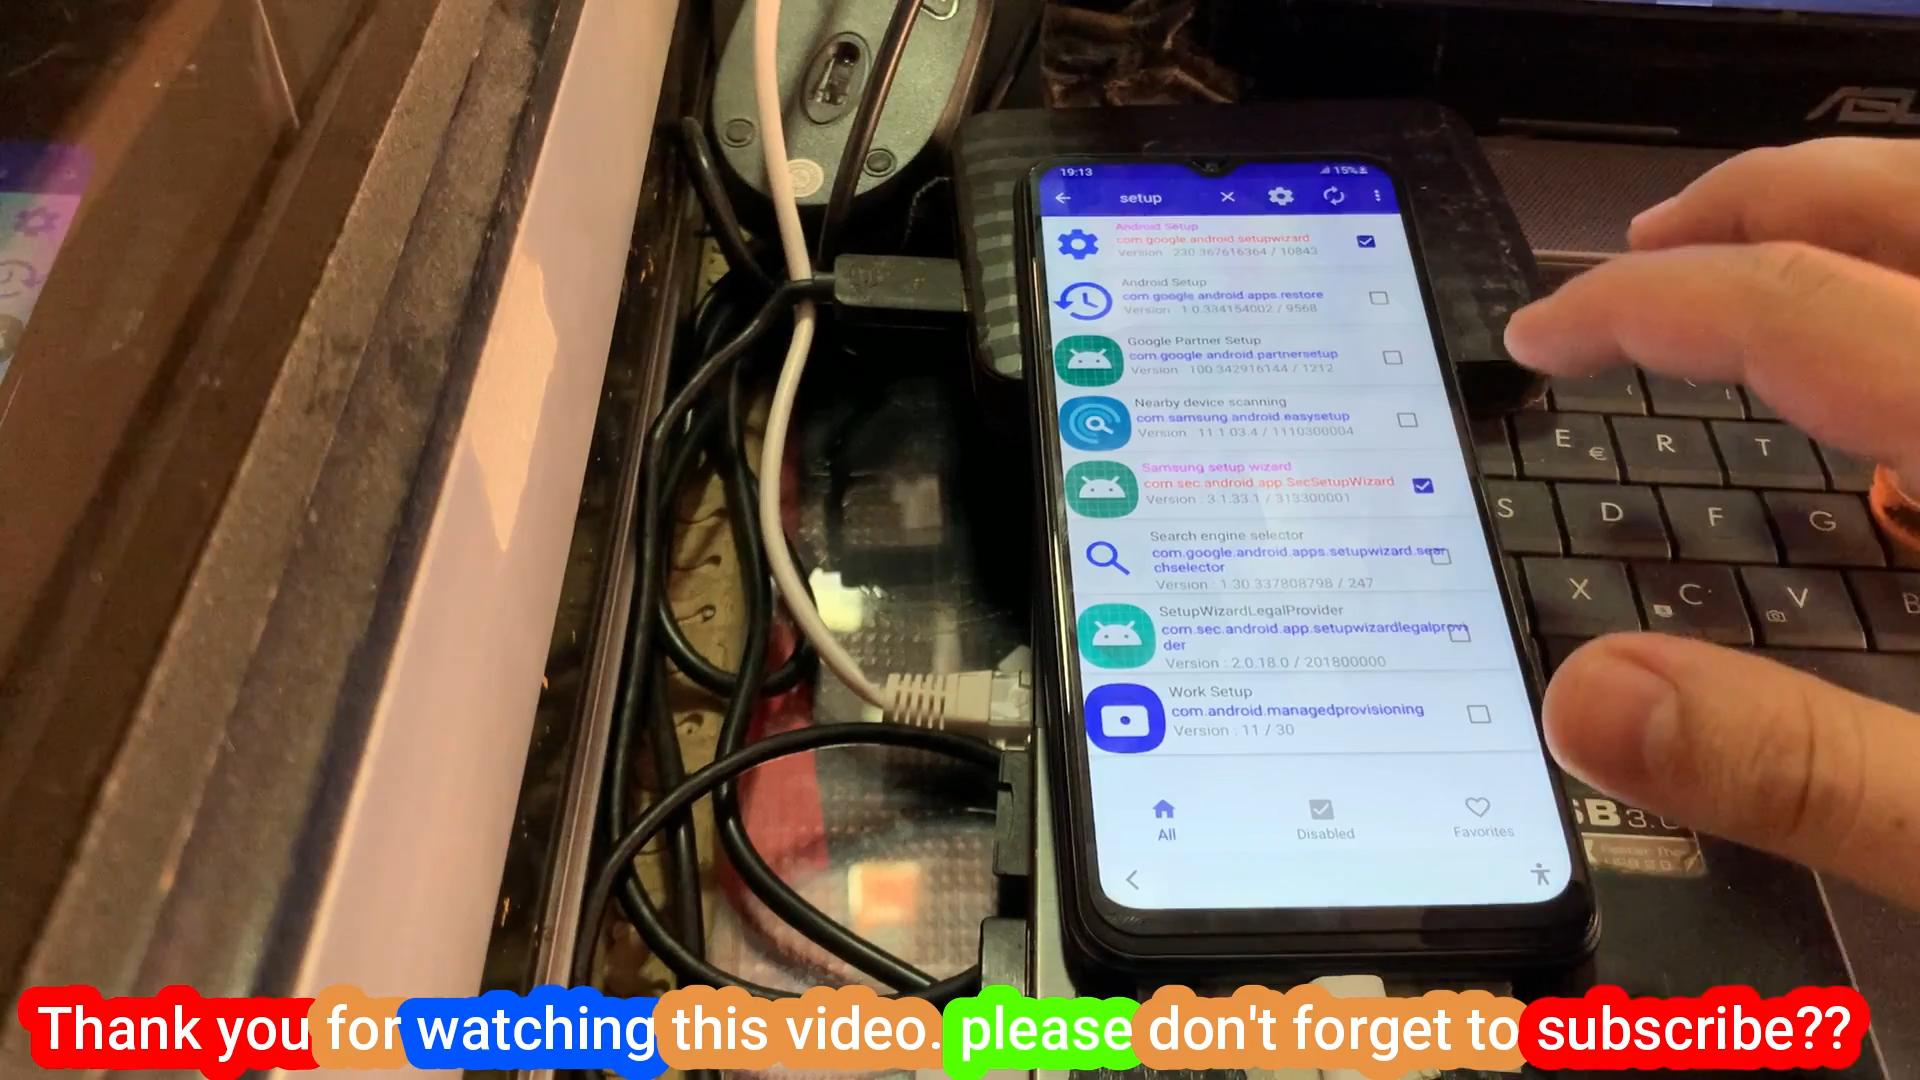 19:13
15%
setup
Android Setup
com.google.android.setupwizard
Version 230.367616364 / 10843
Android Setup
com.google.android.apps.restore
Version 1.0.334154002 / 9568
Google Partner Setup
com.google.android.partnersetup
Version 100.342916144 / 1212
Nearby device scanning
com.samsung.android.easysetup
Version 11.1.03.4 / 1110300004
Samsung setup wizard
com.sec.android.app.SecSetupWizard
Version : 3.1.33.1 / 313300001
Search engine selector
com.google.android.apps.setupwizard.sear
chselector
Version : 1.30.337808798 / 247
SetupWizardLegalProvider
com.sec.android.app.setupwizardlegalprovi
der
Version : 2.0.18.0 / 201800000
Work Setup
com.android.managedprovisioning
Version : 11 / 30
All
Disabled
Favorites
E € R T
S D F G
X C V B
Thank you for watching this video. please don't forget to subscribe??